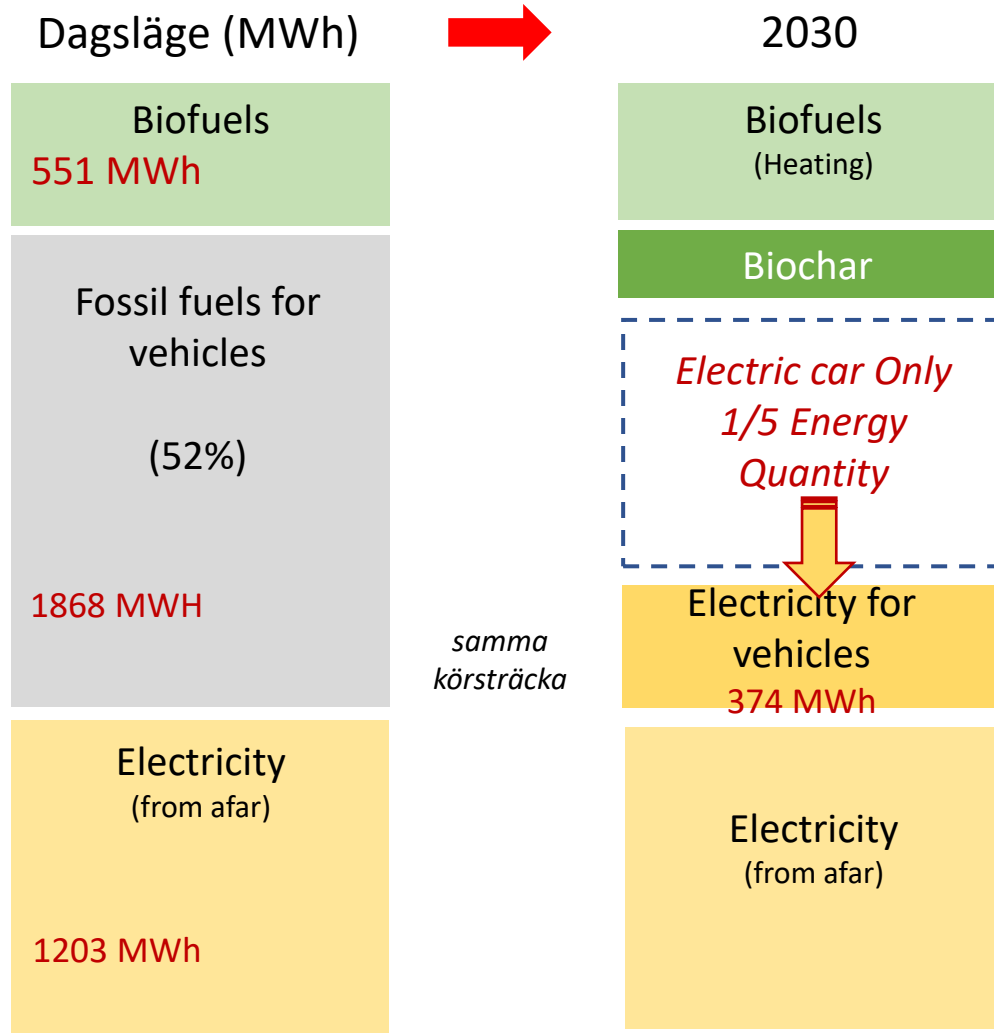 Dagsläge (MWh)
2030
Biofuels
551 MWh
Fossil fuels for
vehicles
(52%)
1868 MWH
Electricity
(from afar)
1203 MWh
samma
körsträcka
Biofuels
(Heating)
Biochar
Electric car Only
1/5 Energy
Quantity
Electricity for
vehicles
374 MWh
Electricity
(from afar)